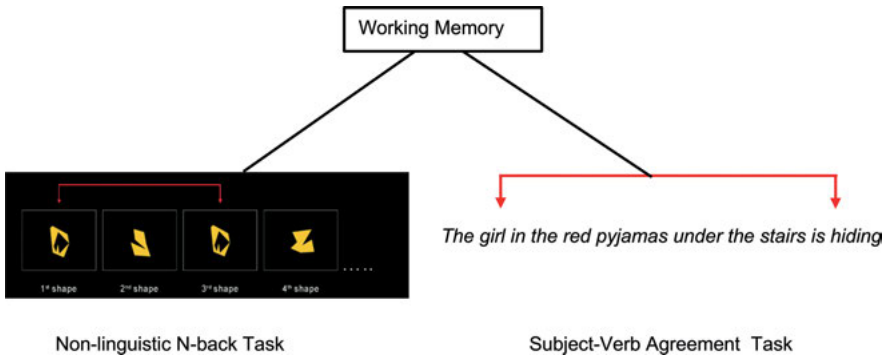 Working Memory
The girl in the red pyjamas under the stairs is hiding
1st shape 2nd shape 3rd shape 4th shape .....
Non-linguistic N-back Task
Subject-Verb Agreement Task